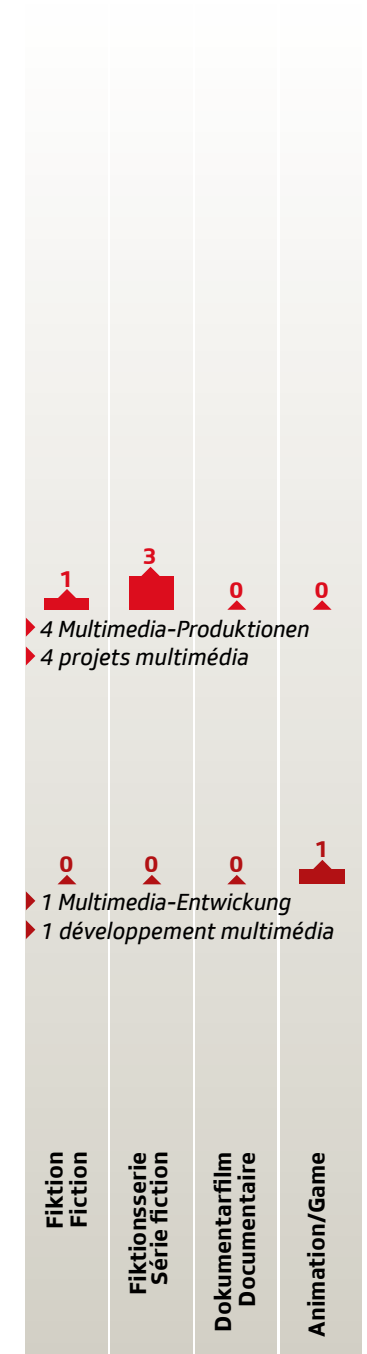 1 3 0 0
4 Multimedia-Produktionen
4 projets multimédia
0 0 0 1
1 Multimedia-Entwickung
1 développement multimédia
Fiktion
Fiction
Fiktionsserie
Série fiction
Dokumentarfilm
Documentaire
Animation/Game